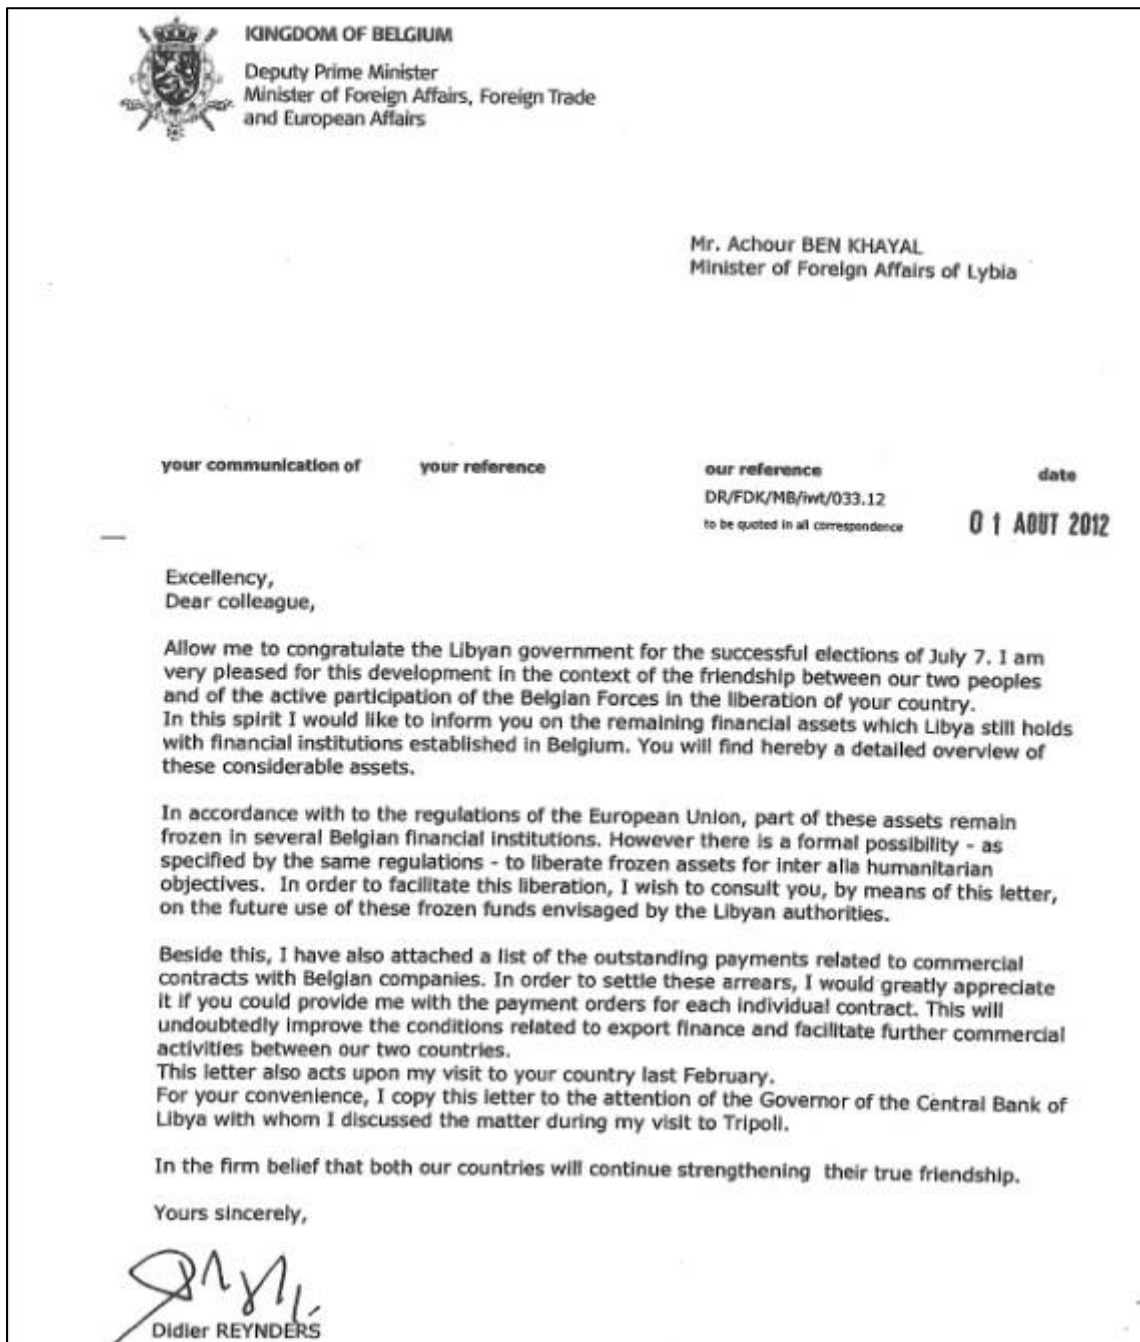 KINGDOM OF BELGIUM
Deputy Prime Minister
Minister of Foreign Affairs, Foreign Trade
and European Affairs
Mr. Achour BEN KHAYAL
Minister of Foreign Affairs of Lybia
your communication of your reference our reference date
DR/FDK/MB/iwt/033.12
to be quoted in all correspondence 01 AOUT 2012
Excellency,
Dear colleague,
Allow me to congratulate the Libyan government for the successful elections of July 7. I am
very pleased for this development in the context of the friendship between our two peoples
and of the active participation of the Belgian Forces in the liberation of your country.
In this spirit I would like to inform you on the remaining financial assets which Libya still holds
with financial institutions established in Belgium. You will find hereby a detailed overview of
these considerable assets.
In accordance with to the regulations of the European Union, part of these assets remain
frozen in several Belgian financial institutions. However there is a formal possibility - as
specified by the same regulations - to liberate frozen assets for inter alia humanitarian
objectives. In order to facilitate this liberation, I wish to consult you, by means of this letter,
on the future use of these frozen funds envisaged by the Libyan authorities.
Beside this, I have also attached a list of the outstanding payments related to commercial
contracts with Belgian companies. In order to settle these arrears, I would greatly appreciate
it if you could provide me with the payment orders for each individual contract. This will
undoubtedly improve the conditions related to export finance and facilitate further commercial
activities between our two countries.
This letter also acts upon my visit to your country last February.
For your convenience, I copy this letter to the attention of the Governor of the Central Bank of
Libya with whom I discussed the matter during my visit to Tripoli.
In the firm belief that both our countries will continue strengthening their true friendship.
Yours sincerely,
Didier REYNDERS